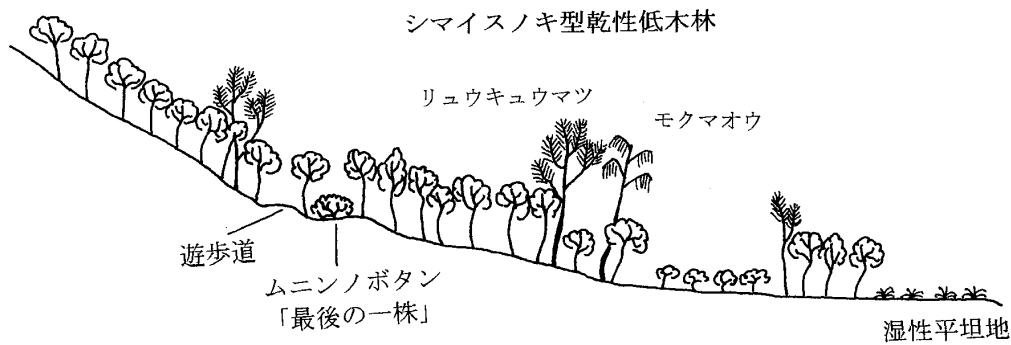 シマイスノキ型乾性低木林
リュウキュウマツ
モクマオウ
遊歩道
ムニンノボタン
「最後の一株」
湿性平坦地